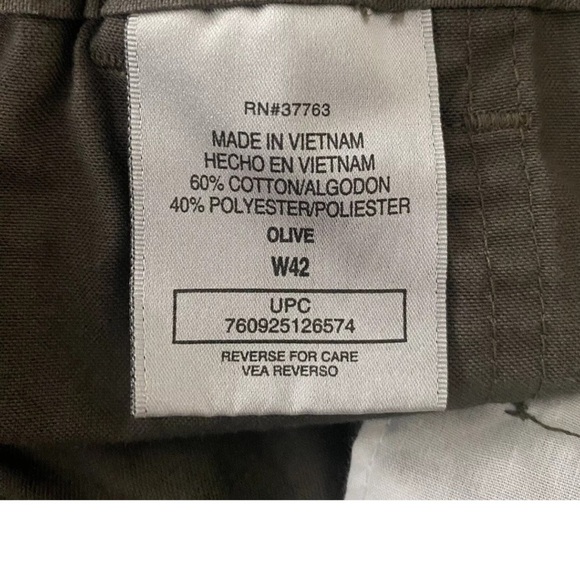 RN#37763
MADE IN VIETNAM
HECHO EN VIETNAM
60% COTTON/ALGODON
40% POLYESTER/POLIESTER
OLIVE
W42
UPC
760925126574
REVERSE FOR CARE
VEA REVERSO